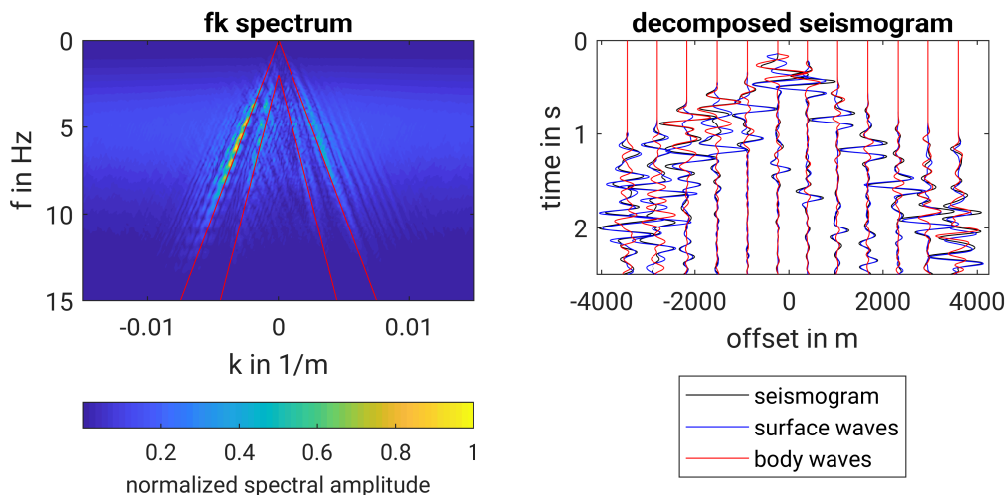 fk spectrum
0
5
10
15
f in Hz
-0.01
0
0.01
k in 1/m
0.2
0.4
0.6
0.8
1
normalized spectral amplitude
decomposed seismogram
0
1
2
time in s
-4000
-2000
0
2000
4000
offset in m
seismogram
surface waves
body waves